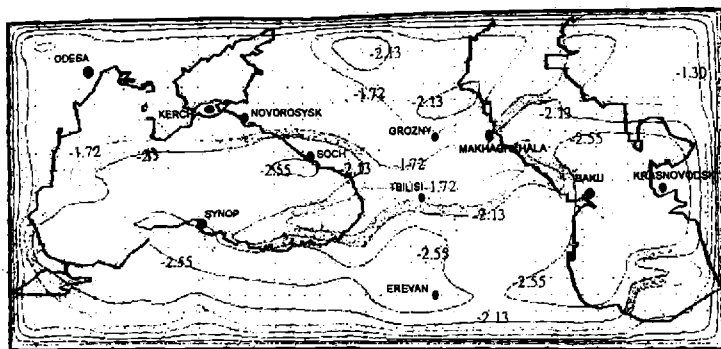 -2.13
ODESA
-1.30
-1.72
-2.13
KERCH
NOVOROSYSK
-2.13
GROZNY
MAKHACHKALA
-2.55
-1.72
SOCH
-1.72
-2.55
TBILISI
-1.72
BAKU
KRASNOVODSK
SYNOP
-2.13
-2.55
-2.55
-2.55
EREVAN
-2.13